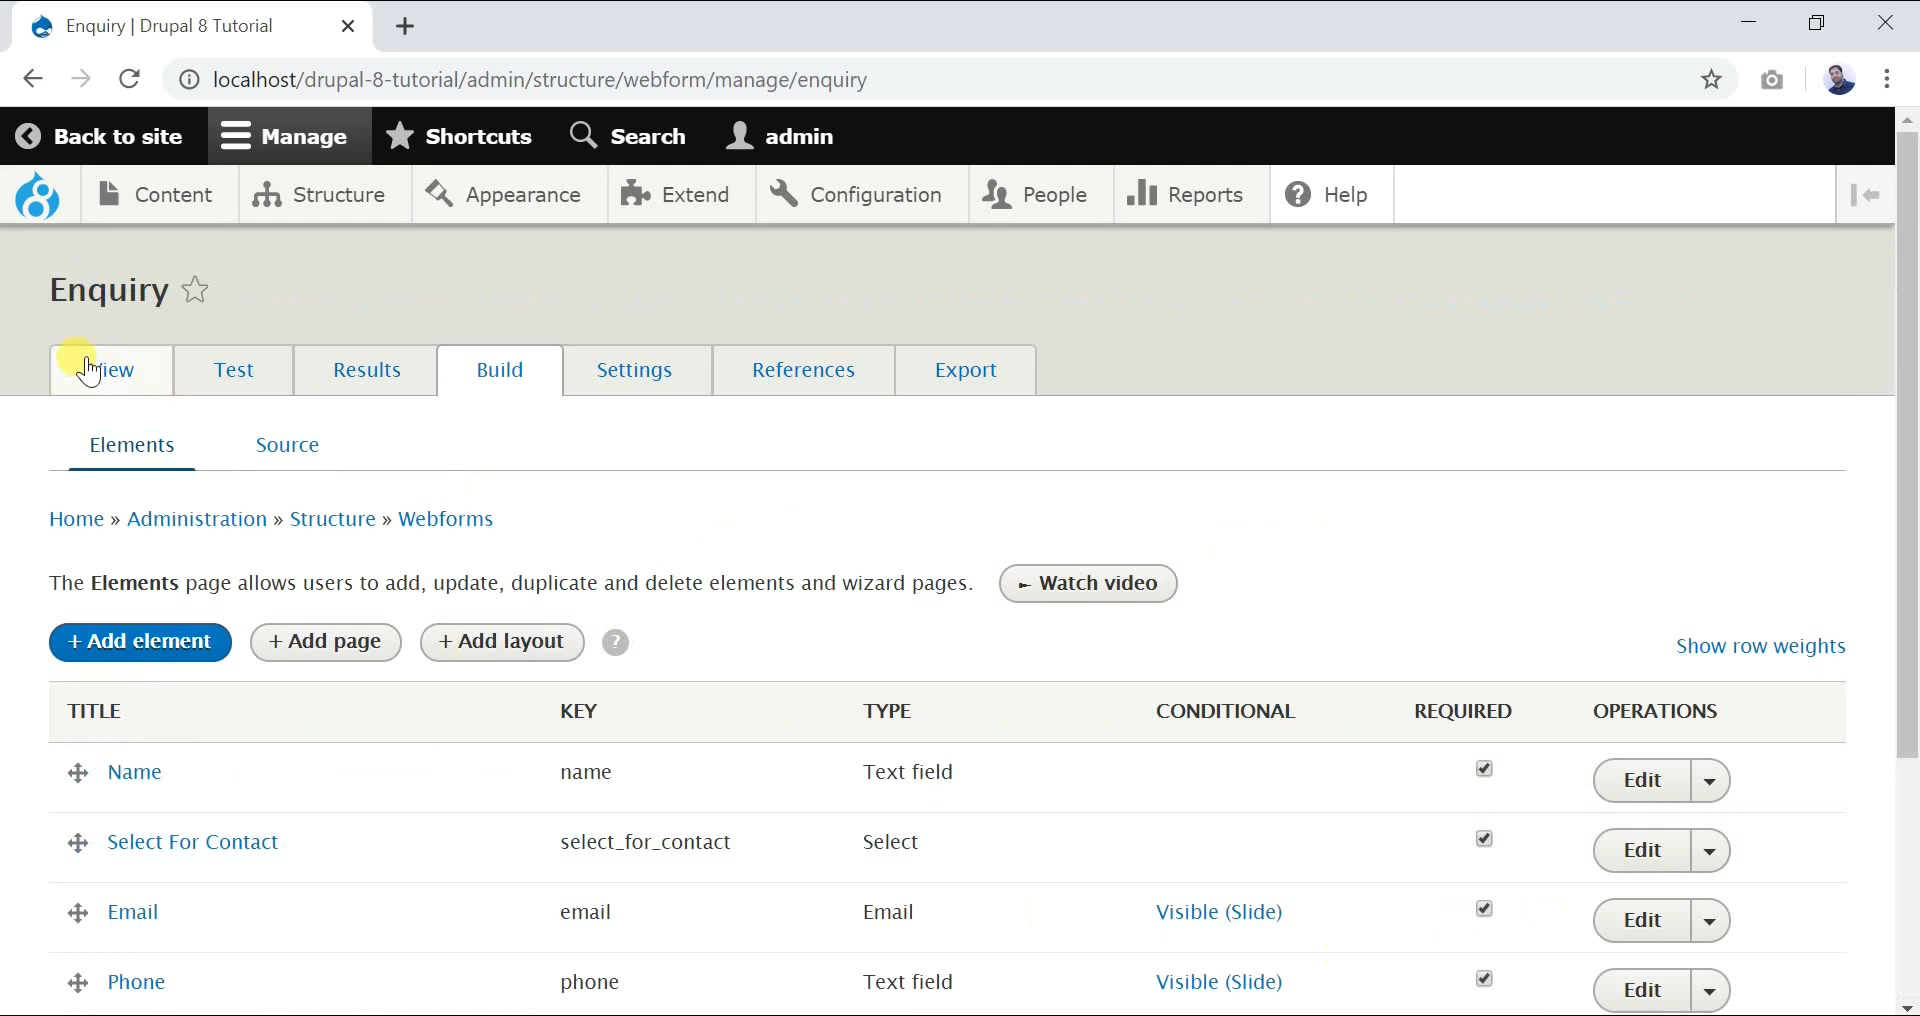 Enquiry | Drupal 8 Tutorial
localhost/drupal-8-tutorial/admin/structure/webform/manage/enquiry
Back to site Manage Shortcuts Search admin
Content Structure Appearance Extend Configuration People Reports Help
Enquiry
View Test Results Build Settings References Export
Elements Source
Home » Administration » Structure » Webforms
The Elements page allows users to add, update, duplicate and delete elements and wizard pages. ► Watch video
+ Add element + Add page + Add layout ? Show row weights
TITLE KEY TYPE CONDITIONAL REQUIRED OPERATIONS
Name name Text field Edit
Select For Contact select_for_contact Select Edit
Email email Email Visible (Slide) Edit
Phone phone Text field Visible (Slide) Edit